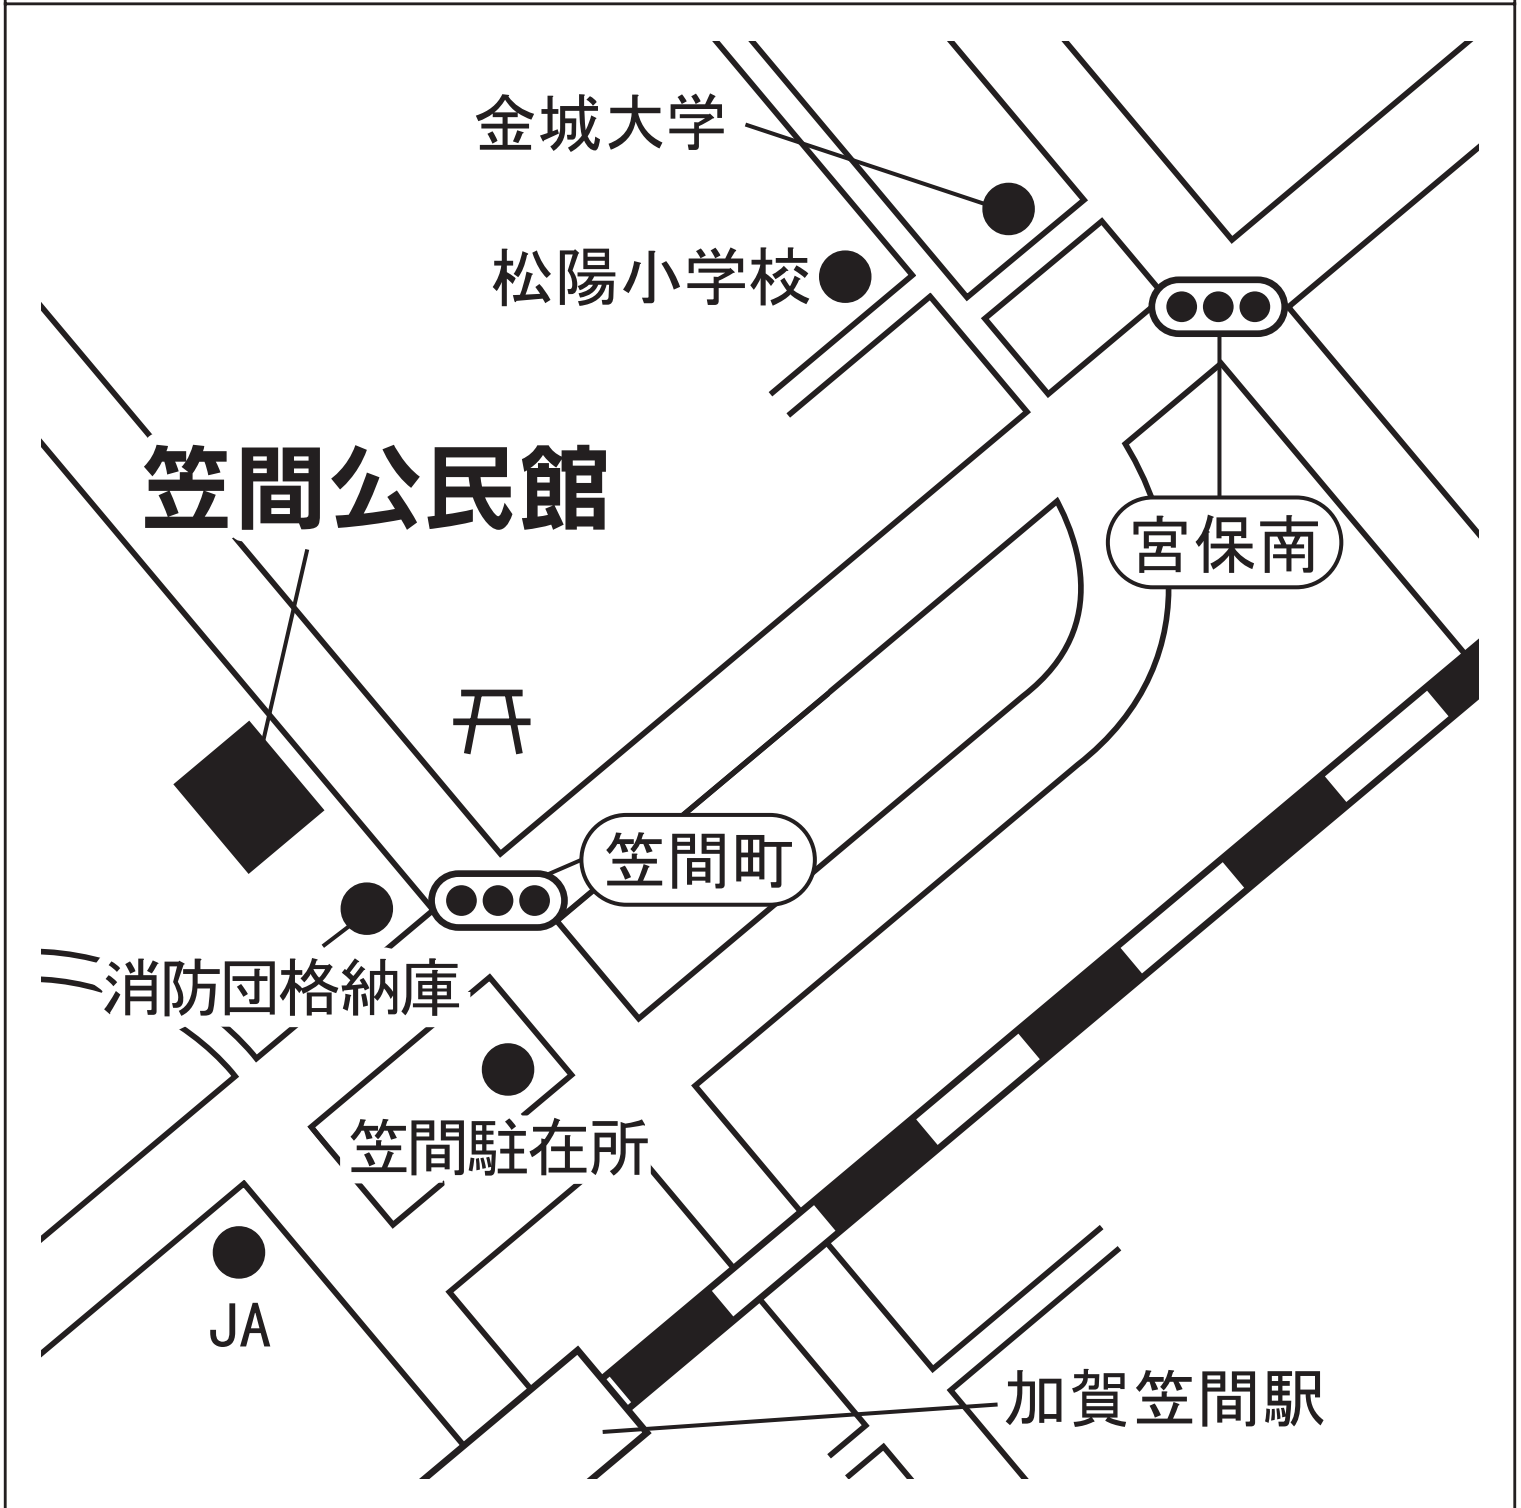 金城大学
松陽小学校
笠間公民館
宮保南
笠間町
消防団格納庫
笠間駐在所
JA
加賀笠間駅